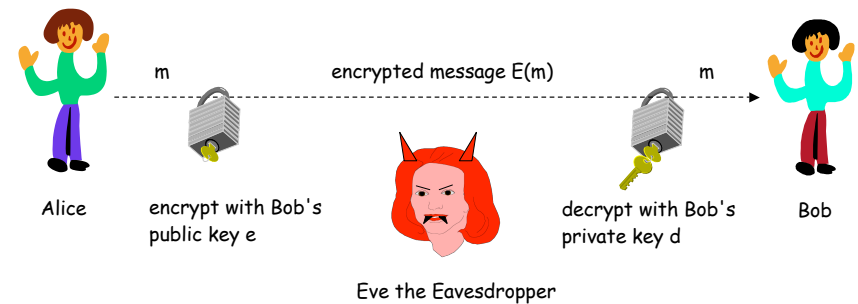 m
encrypted message E(m)
m
Alice
encrypt with Bob's
public key e
decrypt with Bob's
private key d
Bob
Eve the Eavesdropper